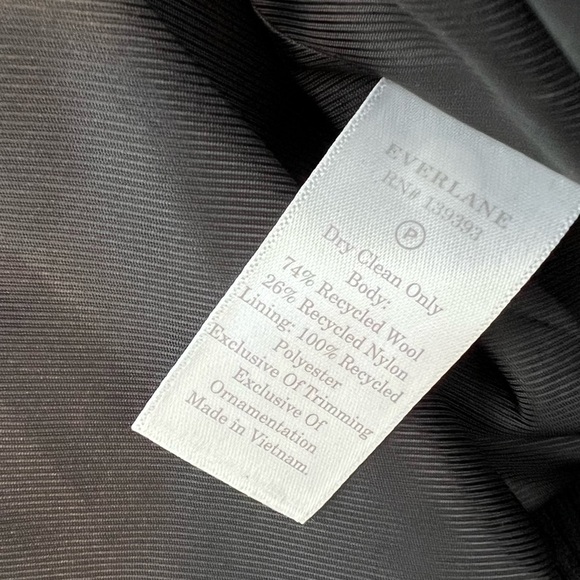 EVERLANE
RN# 139393
P
Dry Clean Only
Body:
74% Recycled Wool
26% Recycled Nylon
Lining: 100% Recycled
Polyester
Exclusive Of Trimming
Exclusive Of
Ornamentation
Made in Vietnam.